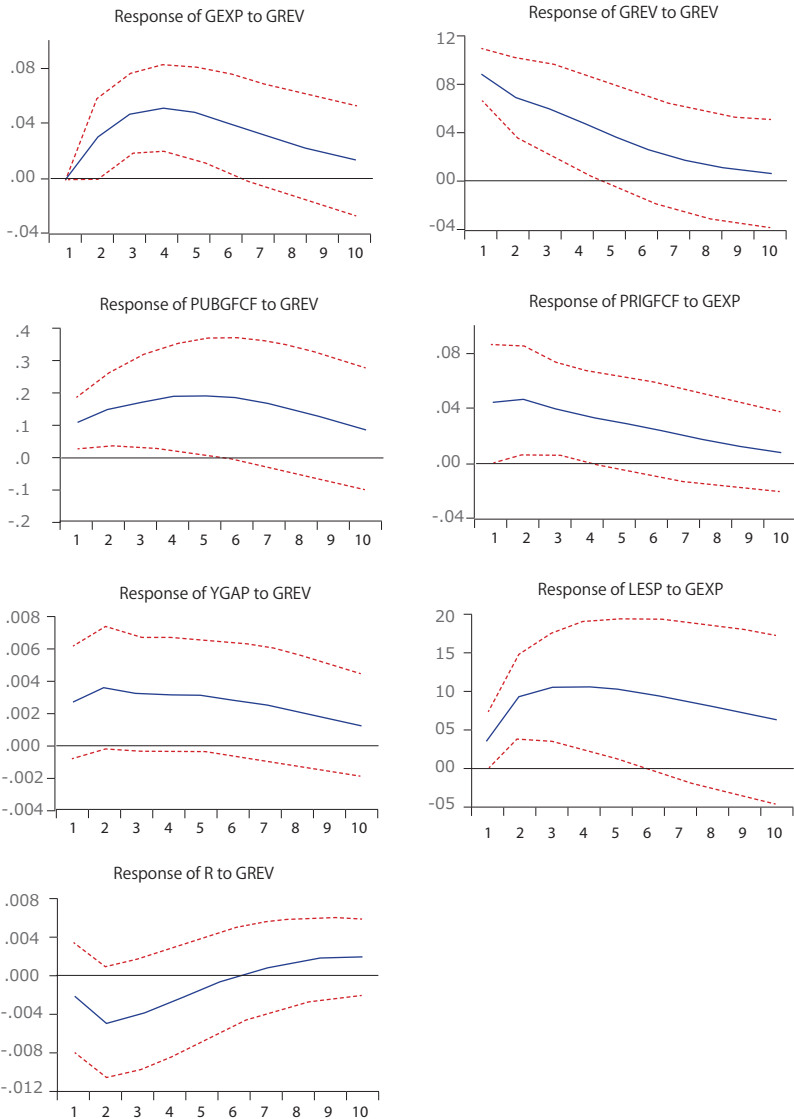 Response of GEXP to GREV
.08
.04
.00
-.04
1 2 3 4 5 6 7 8 9 10
Response of GREV to GREV
12
08
04
00
-04
1 2 3 4 5 6 7 8 9 10
Response of PUBGFCF to GREV
.4
.3
.2
.1
.0
-.1
-.2
1 2 3 4 5 6 7 8 9 10
Response of PRIGFCF to GEXP
.08
.04
.00
-.04
1 2 3 4 5 6 7 8 9 10
Response of YGAP to GREV
.008
.006
.004
.002
.000
-.002
-.004
1 2 3 4 5 6 7 8 9 10
Response of LESP to GEXP
20
15
10
05
00
-05
1 2 3 4 5 6 7 8 9 10
Response of R to GREV
.008
.004
.000
-.004
-.008
-.012
1 2 3 4 5 6 7 8 9 10